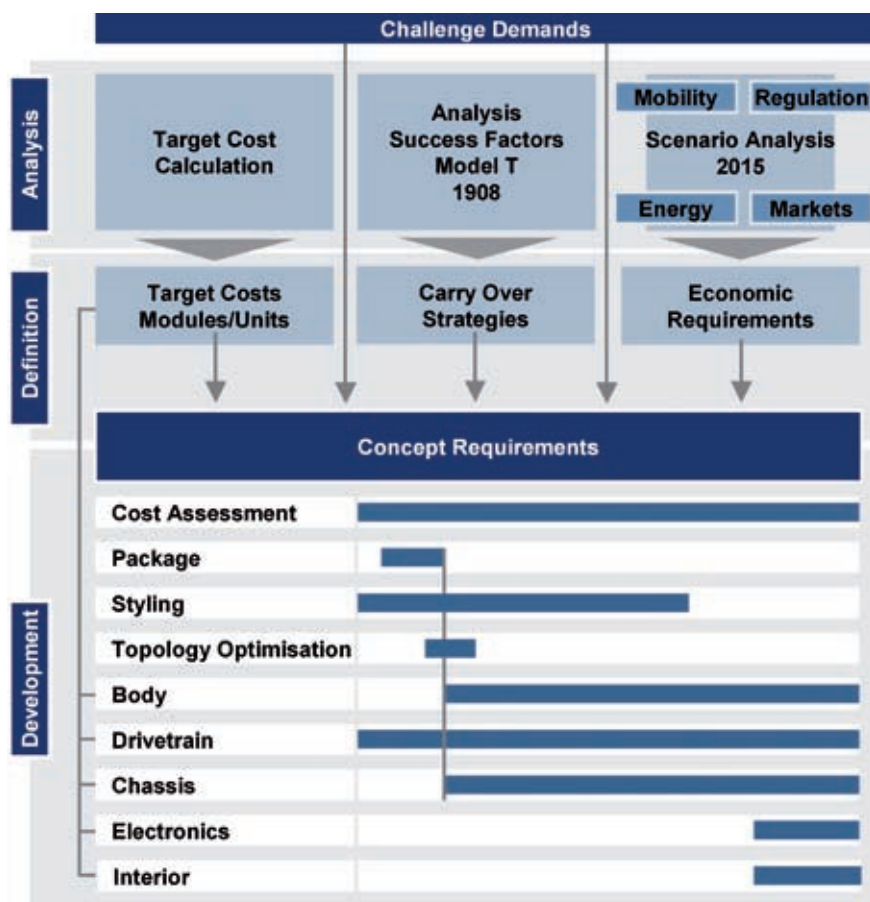 Challenge Demands
Analysis
Target Cost
Calculation
Analysis
Success Factors
Model T
1908
Mobility
Regulation
Scenario Analysis
2015
Energy
Markets
Definition
Target Costs
Modules/Units
Carry Over
Strategies
Economic
Requirements
Concept Requirements
Development
Cost Assessment
Package
Styling
Topology Optimisation
Body
Drivetrain
Chassis
Electronics
Interior